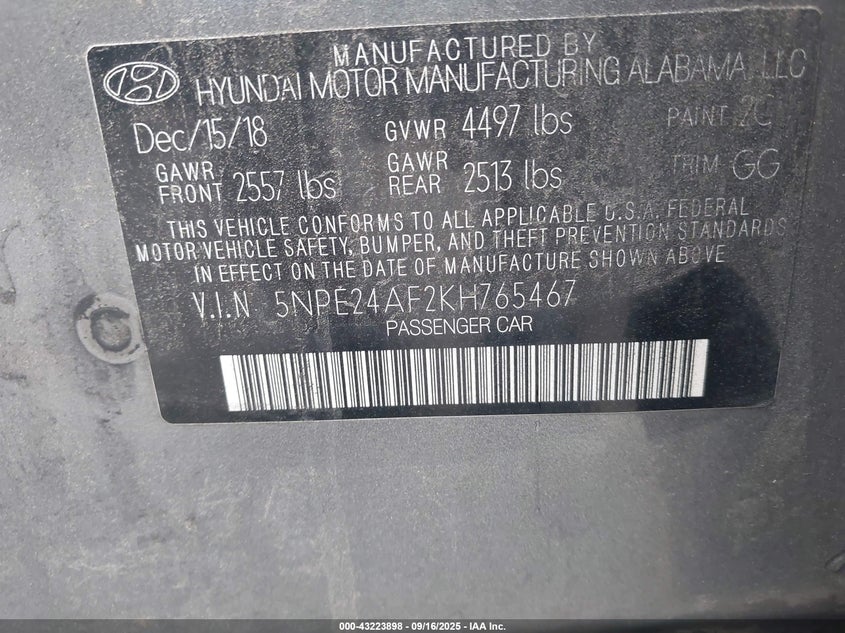 MANUFACTURED BY
HYUNDAI MOTOR MANUFACTURING ALABAMA, LLC
Dec/15/18 GVWR 4497 lbs PAINT 2C
GAWR FRONT 2557 lbs GAWR REAR 2513 lbs TRIM GG
THIS VEHICLE CONFORMS TO ALL APPLICABLE U.S.A. FEDERAL
MOTOR VEHICLE SAFETY, BUMPER, AND THEFT PREVENTION STANDARDS
IN EFFECT ON THE DATE OF MANUFACTURE SHOWN ABOVE
V.I.N 5NPE24AF2KH765467
PASSENGER CAR
000-43223898 - 09/16/2025 - IAA Inc.